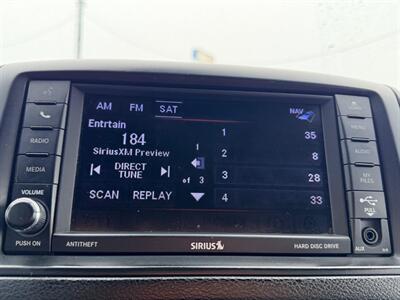 AM FM SAT
NAV
Entrtain
184
SiriusXM Preview
DIRECT
TUNE
SCAN REPLAY
1
of
3
1 35
2 8
3 28
4 33
RADIO
MEDIA
VOLUME
PUSH ON
MENU
AUDIO
MY FILES
PULL
AUX
ANTITHEFT
SIRIUS
HARD DISC DRIVE